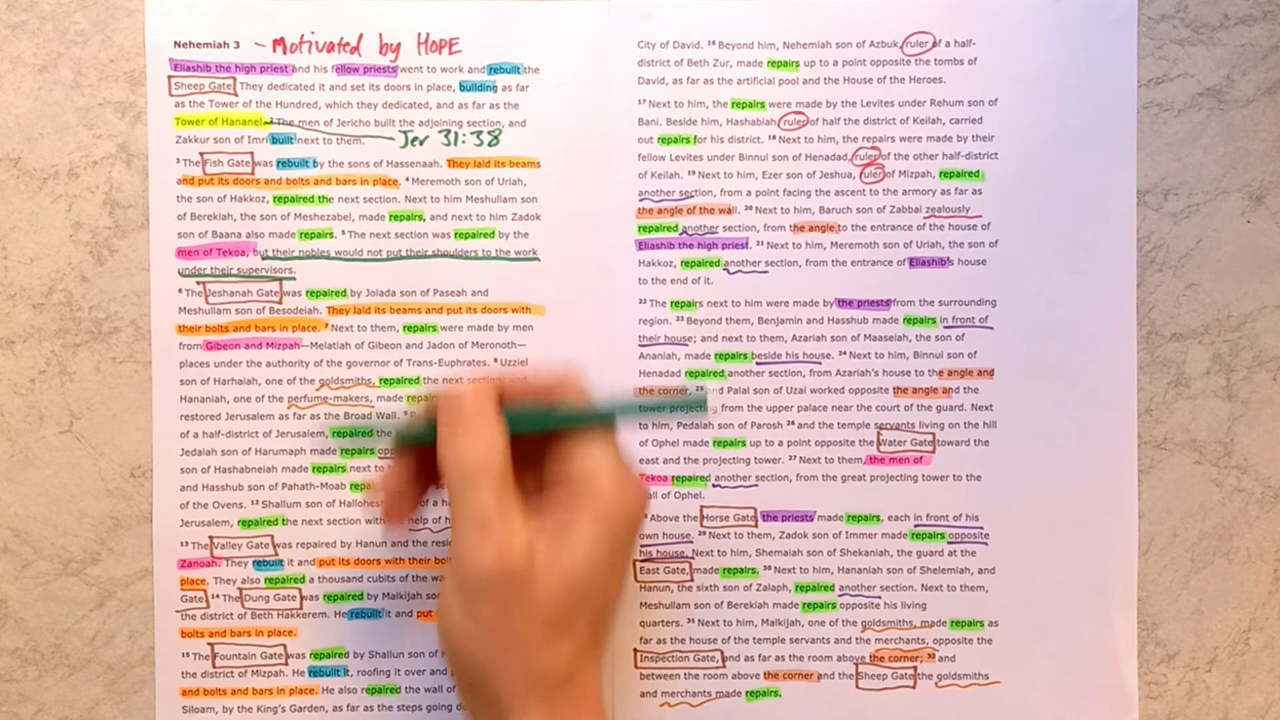 Nehemiah 3 - Motivated by HOPE
Eliashib the high priest and his fellow priests went to work and rebuilt the
Sheep Gate. They dedicated it and set its doors in place, building as far
as the Tower of the Hundred, which they dedicated, and as far as the
Tower of Hananel. 2 The men of Jericho built the adjoining section, and
Zakkur son of Imri built next to them. Jer 31:38
3 The Fish Gate was rebuilt by the sons of Hassenaah. They laid its beams
and put its doors and bolts and bars in place. 4 Meremoth son of Uriah,
the son of Hakkoz, repaired the next section. Next to him Meshullam son
of Berekiah, the son of Meshezabel, made repairs, and next to him Zadok
son of Baana also made repairs. 5 The next section was repaired by the
men of Tekoa, but their nobles would not put their shoulders to the work
under their supervisors.
6 The Jeshanah Gate was repaired by Joiada son of Paseah and
Meshullam son of Besodeiah. They laid its beams and put its doors with
their bolts and bars in place. 7 Next to them, repairs were made by men
from Gibeon and Mizpah—Melatiah of Gibeon and Jadon of Meronoth—
places under the authority of the governor of Trans-Euphrates. 8 Uzziel
son of Harhaiah, one of the goldsmiths, repaired the next section; and
Hananiah, one of the perfume-makers, made
restored Jerusalem as far as the Broad Wall. 9
of a half-district of Jerusalem, repaired the
Jedaiah son of Harumaph made repairs
son of Hashabneiah made repairs next to
and Hasshub son of Pahath-Moab
of the Ovens. 12 Shallum son of
Jerusalem, repaired the next section with help of
13 The Valley Gate was repaired by Hanun and the
Zanoah. They rebuilt it and put its doors with their
place. They also repaired a thousand cubits of the
Gate. 14 The Dung Gate was repaired by Malkijah
the district of Beth Hakkerem. He rebuilt it and put
bolts and bars in place.
15 The Fountain Gate was repaired by Shallun son of
the district of Mizpah. He rebuilt it, roofing it over and
and bolts and bars in place. He also repaired the wall of
Siloam, by the King's Garden, as far as the steps going
City of David. 16 Beyond him, Nehemiah son of Azbuk, ruler of a half-
district of Beth Zur, made repairs up to a point opposite the tombs of
David, as far as the artificial pool and the House of the Heroes.
17 Next to him, the repairs were made by the Levites under Rehum son of
Bani. Beside him, Hashabiah ruler of half the district of Keilah, carried
out repairs for his district. 18 Next to him, the repairs were made by their
fellow Levites under Binnui son of Henadad, ruler of the other half-district
of Keilah. 19 Next to him, Ezer son of Jeshua, ruler of Mizpah, repaired
another section, from a point facing the ascent to the armory as far as
the angle of the wall. 20 Next to him, Baruch son of Zabbai zealously
repaired another section, from the angle to the entrance of the house of
Eliashib the high priest. 21 Next to him, Meremoth son of Uriah, the son of
Hakkoz, repaired another section, from the entrance of Eliashib's house
to the end of it.
22 The repairs next to him were made by the priests from the surrounding
region. 23 Beyond them, Benjamin and Hasshub made repairs in front of
their house; and next to them, Azariah son of Maaseiah, the son of
Ananiah, made repairs beside his house. 24 Next to him, Binnui son of
Henadad repaired another section, from Azariah's house to the angle and
the corner, 25 and Palal son of Uzai worked opposite the angle and the
tower projecting from the upper palace near the court of the guard. Next
to him, Pedaiah son of Parosh 26 and the temple servants living on the hill
of Ophel made repairs up to a point opposite the Water Gate toward the
east and the projecting tower. 27 Next to them, the men of
Tekoa repaired another section, from the great projecting tower to the
wall of Ophel.
Above the Horse Gate, the priests made repairs, each in front of his
own house. 29 Next to them, Zadok son of Immer made repairs opposite
his house. Next to him, Shemaiah son of Shekaniah, the guard at the
East Gate, made repairs. 30 Next to him, Hananiah son of Shelemiah, and
Hanun, the sixth son of Zalaph, repaired another section. Next to them,
Meshullam son of Berekiah made repairs opposite his living
quarters. 31 Next to him, Malkijah, one of the goldsmiths, made repairs as
far as the house of the temple servants and the merchants, opposite the
Inspection Gate, and as far as the room above the corner; 32 and
between the room above the corner and the Sheep Gate the goldsmiths
and merchants made repairs.